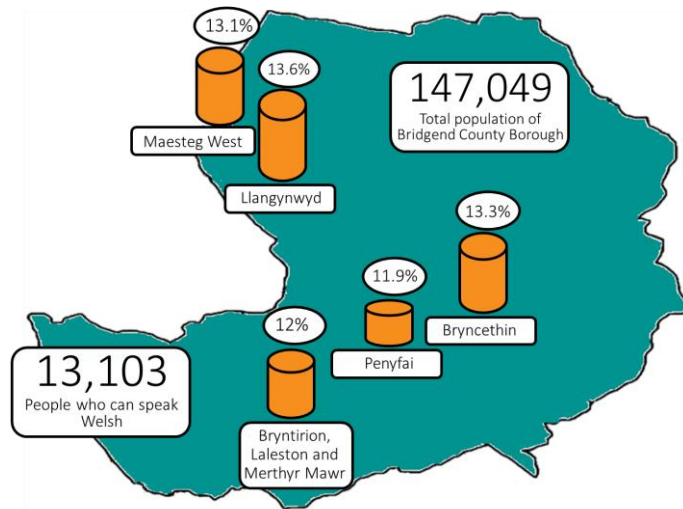 13.1%
Maesteg West
13.6%
Llangynwyd
147,049
Total population of
Bridgend County Borough
13.3%
Bryncethin
11.9%
Penyfai
12%
Bryntirion,
Laleston and
Merthyr Mawr
13,103
People who can speak
Welsh